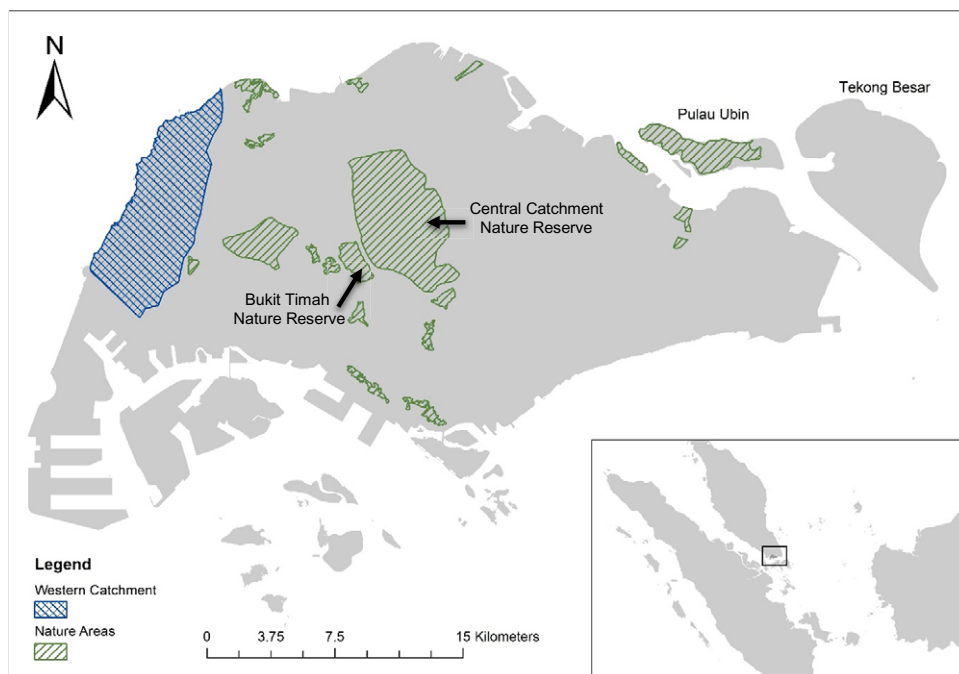 N
Tekong Besar
Pulau Ubin
Central Catchment
Nature Reserve
Bukit Timah
Nature Reserve
Legend
Western Catchment
Nature Areas
0 3.75 7.5 15 Kilometers